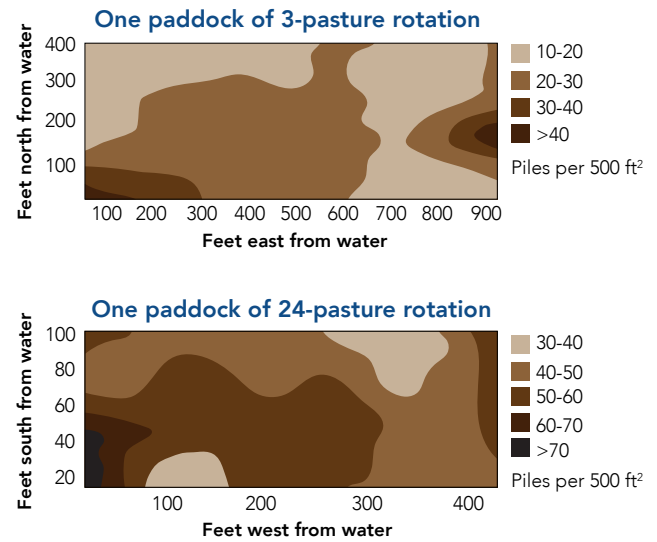 One paddock of 3-pasture rotation
Feet north from water
400
300
200
100
100 200 300 400 500 600 700 800 900
Feet east from water
10-20
20-30
30-40
>40
Piles per 500 ft²
One paddock of 24-pasture rotation
Feet south from water
100
80
60
40
20
100 200 300 400
Feet west from water
30-40
40-50
50-60
60-70
>70
Piles per 500 ft²